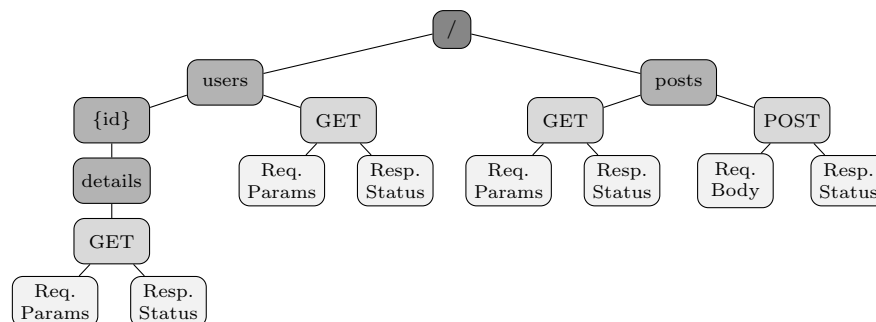 /
users
posts
{id}
GET
GET
POST
details
Req.
Params
Resp.
Status
Req.
Params
Resp.
Status
Req.
Body
Resp.
Status
GET
Req.
Params
Resp.
Status